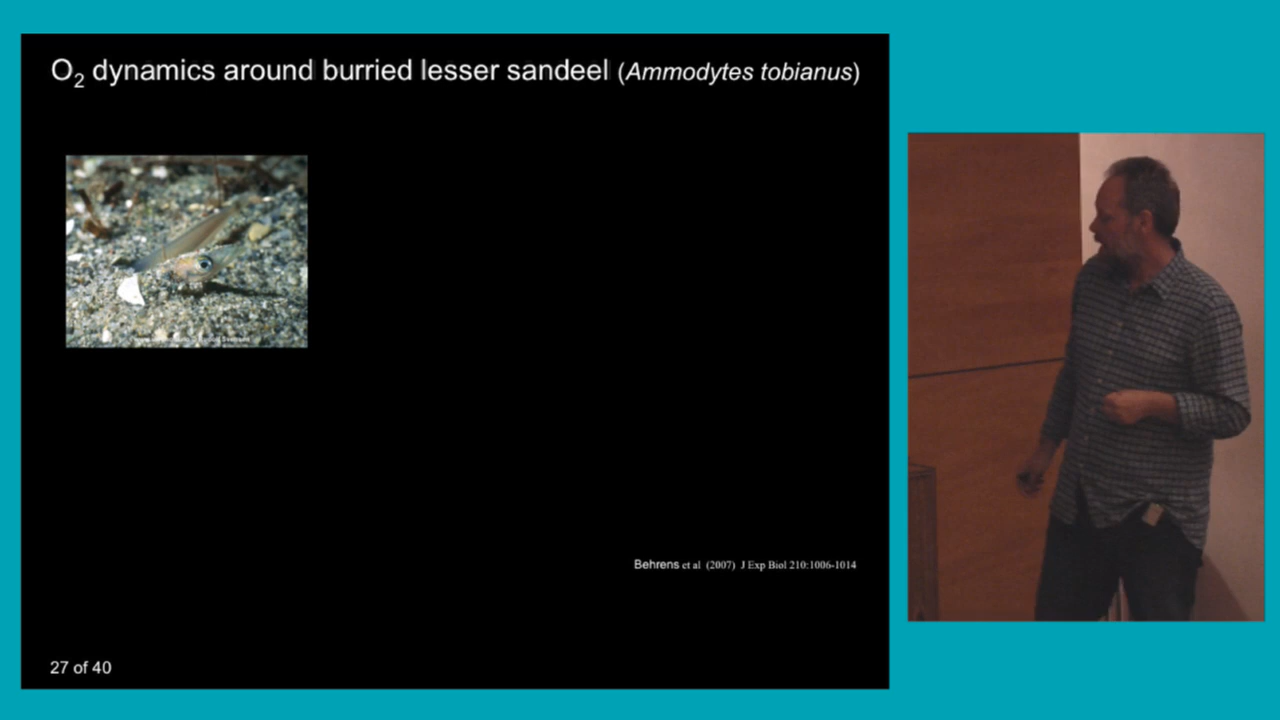 O2 dynamics around burried lesser sandeel (Ammodytes tobianus)
Behrens et al (2007) J Exp Biol 210:1006-1014
27 of 40